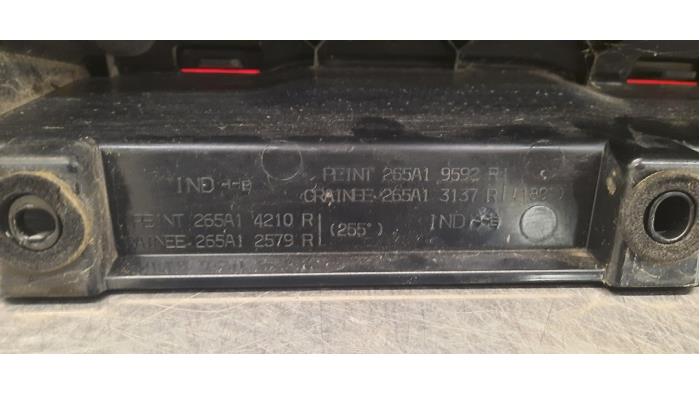 PEINT 265A1 9592 R
IND
GRAINEE 265A1 3137 R
PEINT 265A1 4210 R
(255°)
IND
GRAINEE 265A1 2579 R